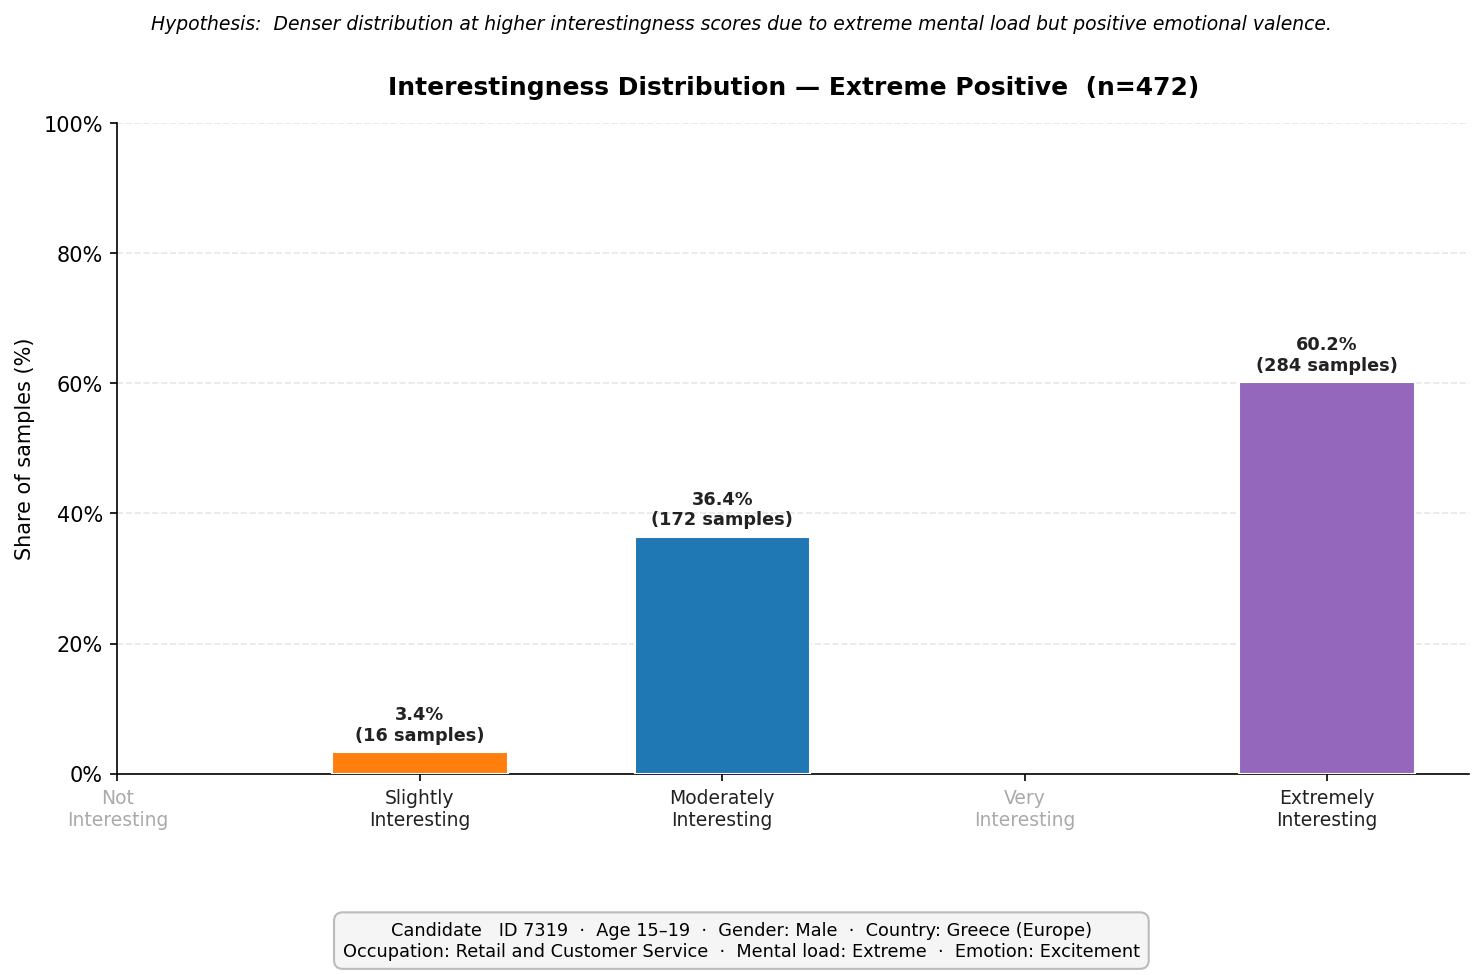 Hypothesis:  Denser distribution at higher interestingness scores due to extreme mental load but positive emotional valence.
Interestingness Distribution — Extreme Positive  (n=472)
Share of samples (%)
100%
80%
60%
40%
20%
0%
3.4%
(16 samples)
36.4%
(172 samples)
60.2%
(284 samples)
Not
Interesting
Slightly
Interesting
Moderately
Interesting
Very
Interesting
Extremely
Interesting
Candidate   ID 7319  ·  Age 15–19  ·  Gender: Male  ·  Country: Greece (Europe)
Occupation: Retail and Customer Service  ·  Mental load: Extreme  ·  Emotion: Excitement